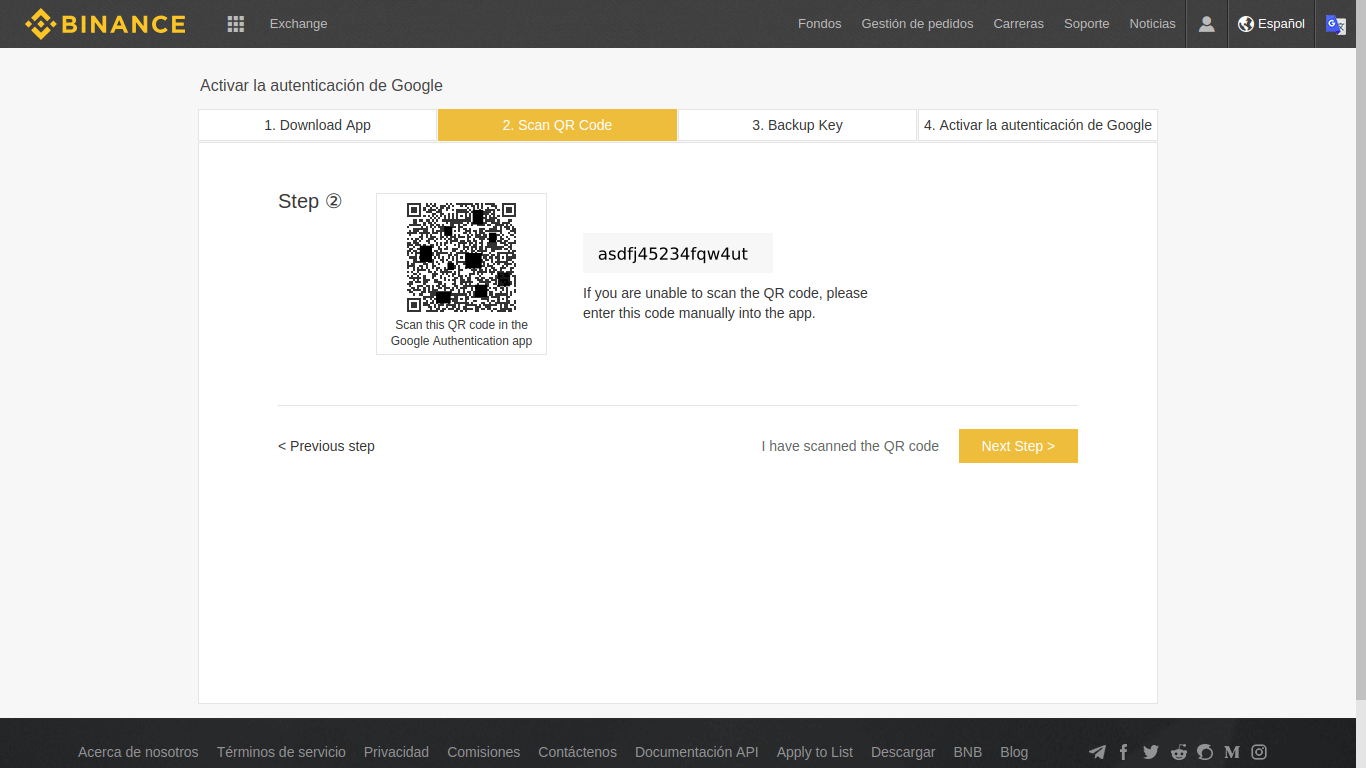 BINANCE
Exchange
Fondos
Gestión de pedidos
Carreras
Soporte
Noticias
Español
Activar la autenticación de Google
1. Download App
2. Scan QR Code
3. Backup Key
4. Activar la autenticación de Google
Step ②
Scan this QR code in the
Google Authentication app
asdfj45234fqw4ut
If you are unable to scan the QR code, please
enter this code manually into the app.
< Previous step
I have scanned the QR code
Next Step >
Acerca de nosotros
Términos de servicio
Privacidad
Comisiones
Contáctenos
Documentación API
Apply to List
Descargar
BNB
Blog